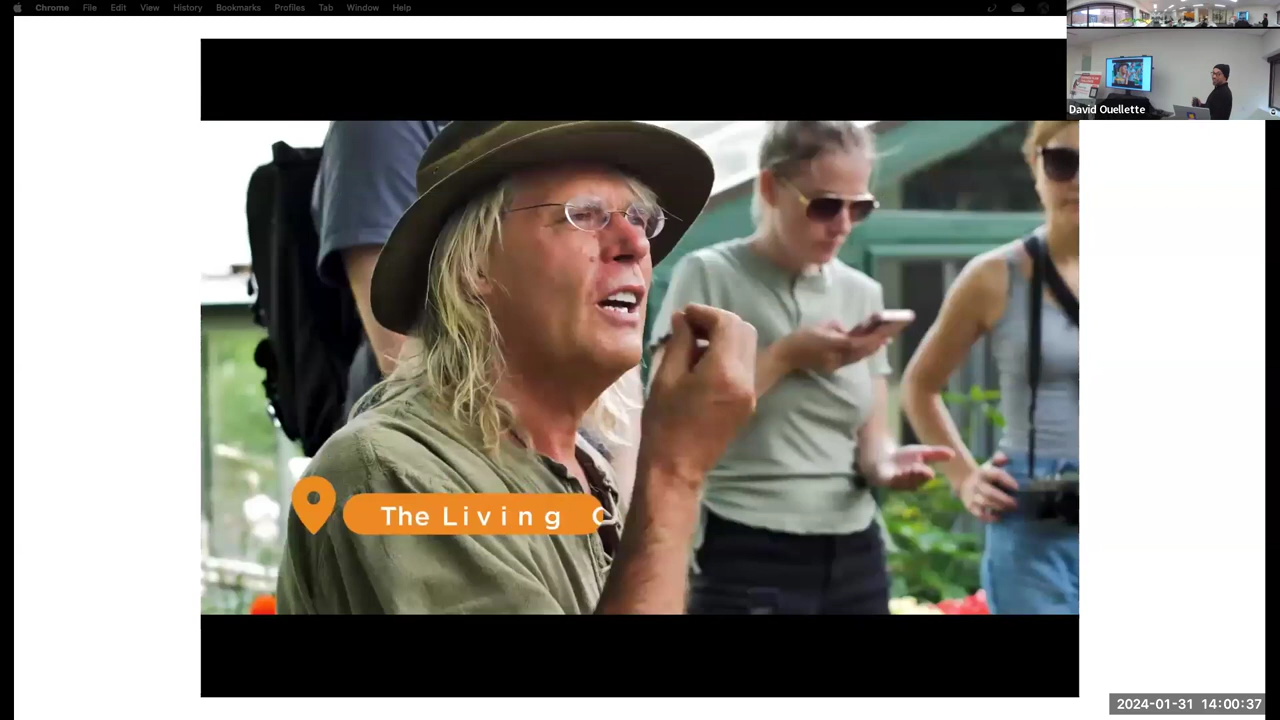 Chrome File Edit View History Bookmarks Profiles Tab Window Help
David Ouellette
The Living
2024-01-31 14:00:37